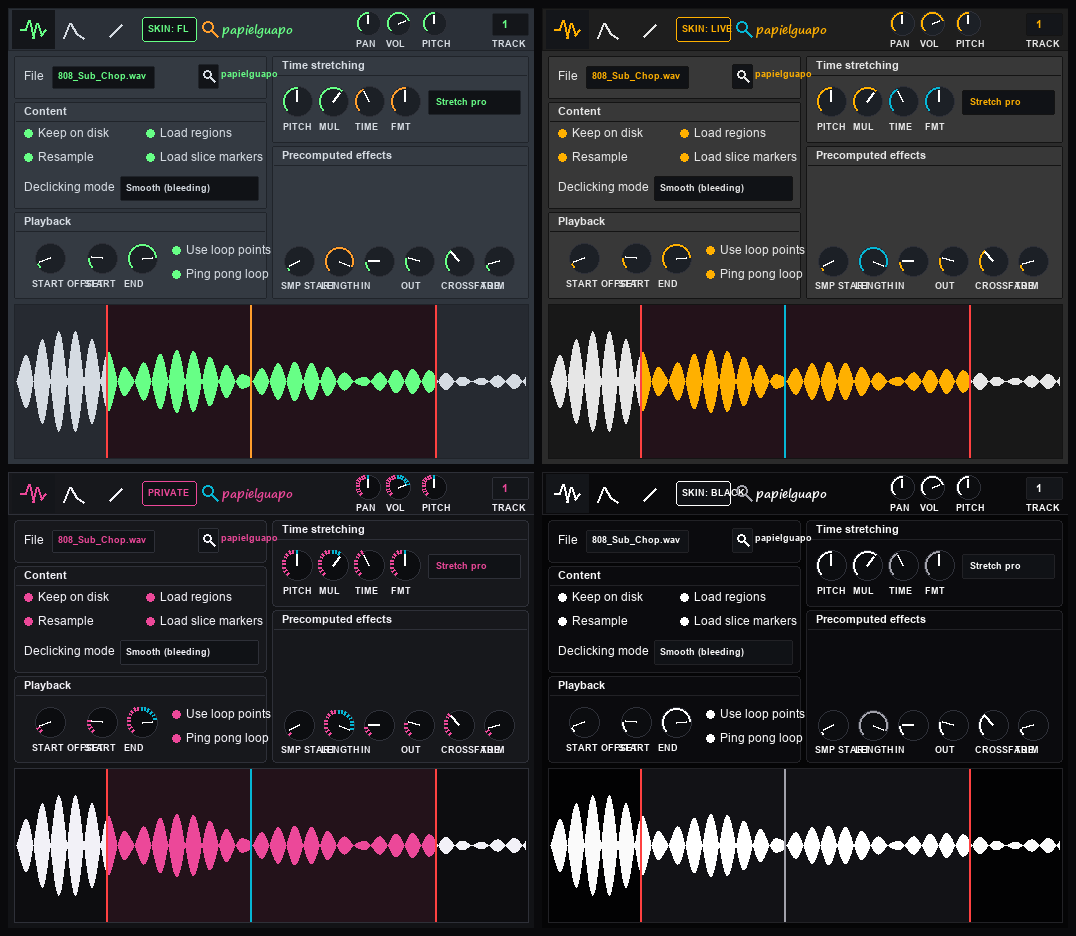 SKIN: FL papielguapo PAN VOL PITCH 1 TRACK
File 808_Sub_Chop.wav papielguapo
Time stretching
PITCH MUL TIME FMT Stretch pro
Content
Keep on disk Load regions
Resample Load slice markers
Declicking mode Smooth (bleeding)
Precomputed effects
Playback
Use loop points
Ping pong loop
START OFFSET START END
SMP START LENGTH IN OUT CROSSFADE TRIM
SKIN: LIVE papielguapo PAN VOL PITCH 1 TRACK
File 808_Sub_Chop.wav papielguapo
Time stretching
PITCH MUL TIME FMT Stretch pro
Content
Keep on disk Load regions
Resample Load slice markers
Declicking mode Smooth (bleeding)
Precomputed effects
Playback
Use loop points
Ping pong loop
START OFFSET START END
SMP START LENGTH IN OUT CROSSFADE TRIM
PRIVATE papielguapo PAN VOL PITCH 1 TRACK
File 808_Sub_Chop.wav papielguapo
Time stretching
PITCH MUL TIME FMT Stretch pro
Content
Keep on disk Load regions
Resample Load slice markers
Declicking mode Smooth (bleeding)
Precomputed effects
Playback
Use loop points
Ping pong loop
START OFFSET START END
SMP START LENGTH IN OUT CROSSFADE TRIM
SKIN: BLACK papielguapo PAN VOL PITCH 1 TRACK
File 808_Sub_Chop.wav papielguapo
Time stretching
PITCH MUL TIME FMT Stretch pro
Content
Keep on disk Load regions
Resample Load slice markers
Declicking mode Smooth (bleeding)
Precomputed effects
Playback
Use loop points
Ping pong loop
START OFFSET START END
SMP START LENGTH IN OUT CROSSFADE TRIM